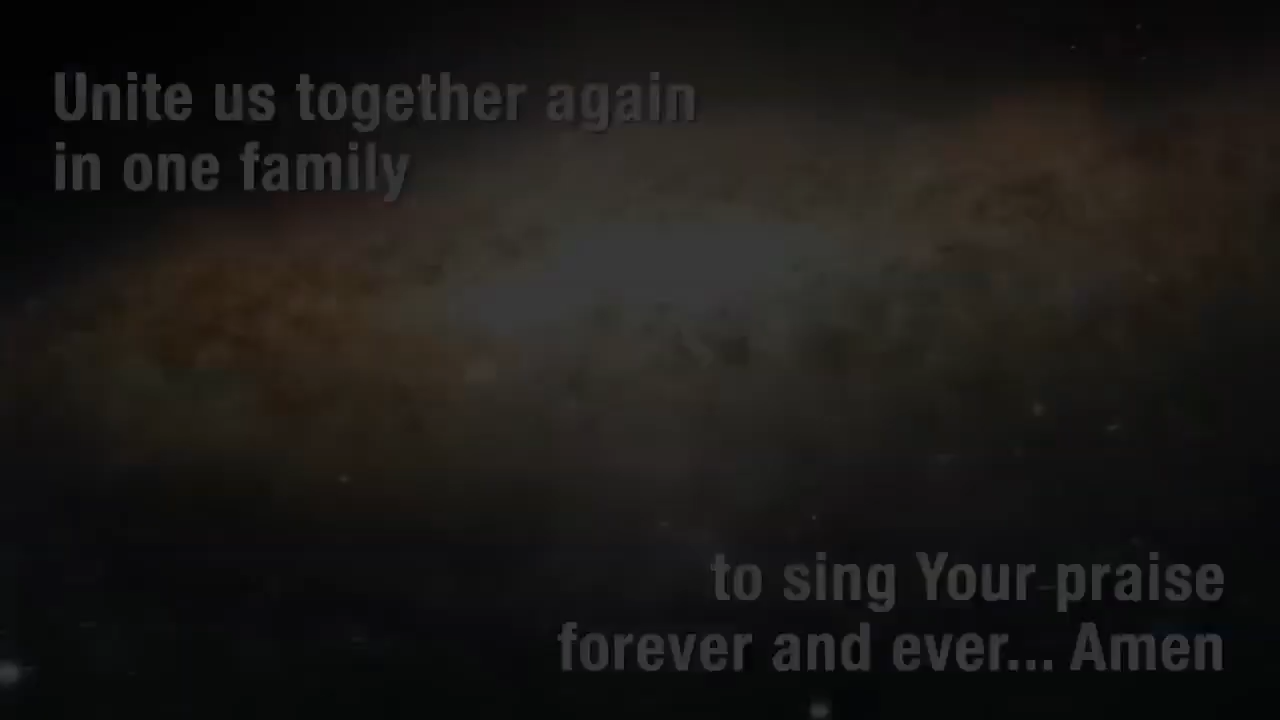 Unite us together again
in one family
to sing Your praise
forever and ever... Amen